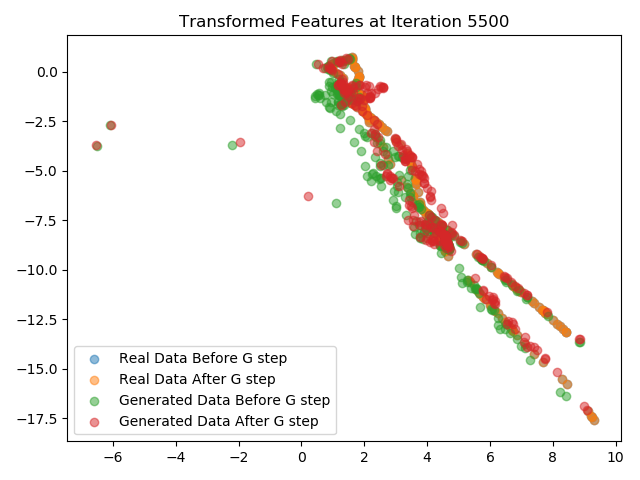 Transformed Features at Iteration 5500
0.0
−2.5
−5.0
−7.5
−10.0
−12.5
−15.0
−17.5
Real Data Before G step
Real Data After G step
Generated Data Before G step
Generated Data After G step
−6 −4 −2 0 2 4 6 8 10